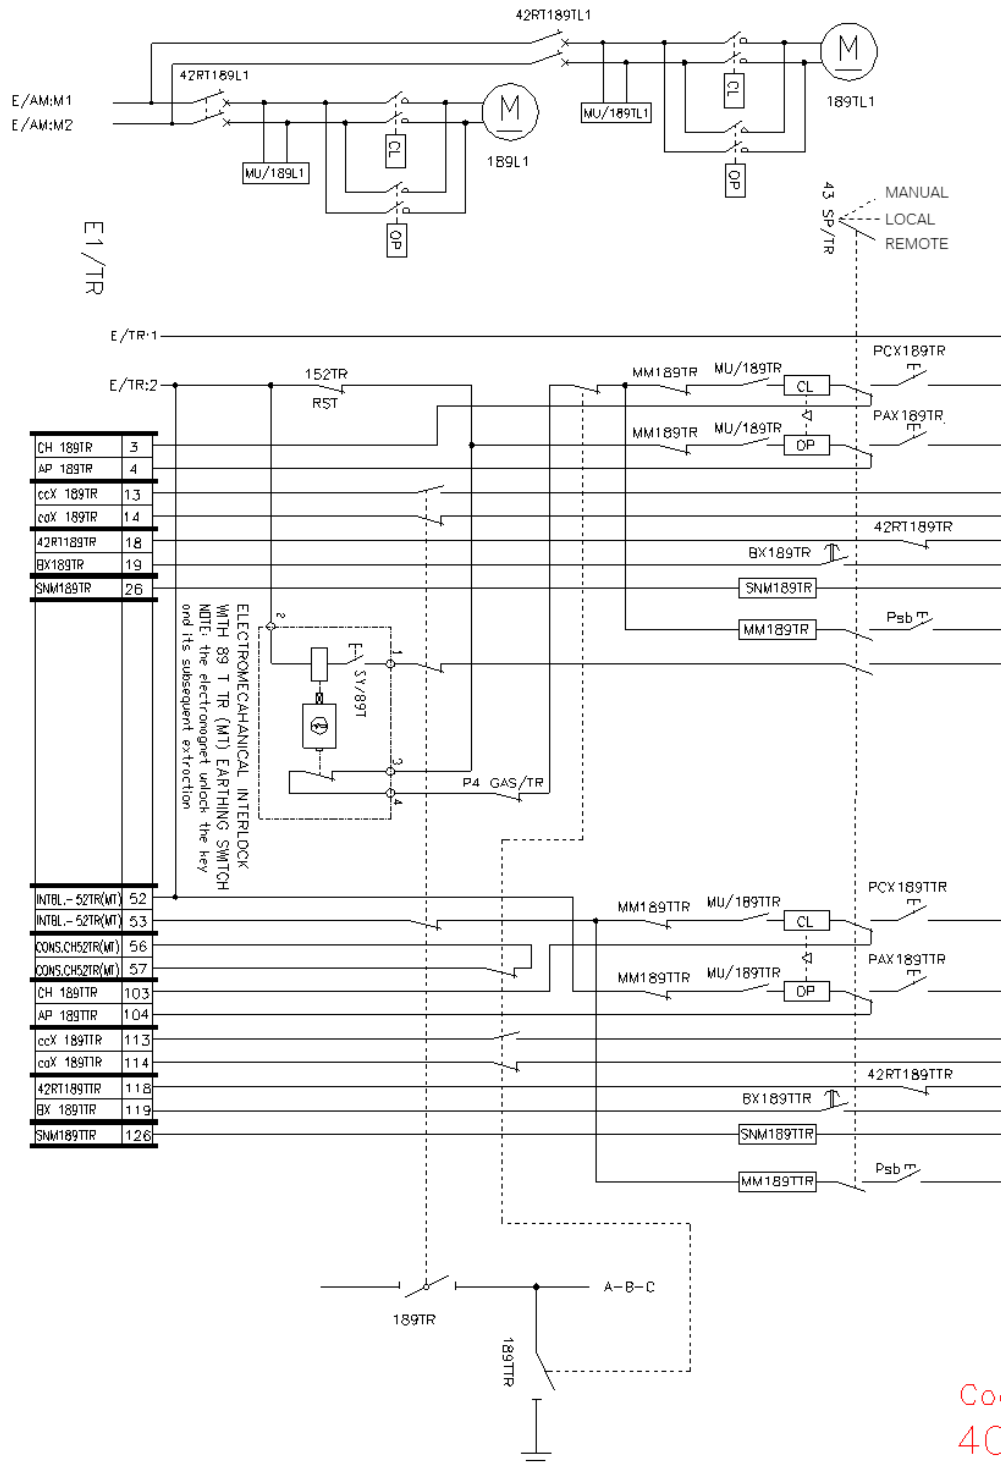 42RT189TL1
M
189TL1
CL
MU/189TL1
OP
42RT189L1
E/AM:M1
E/AM:M2
M
189L1
CL
MU/189L1
OP
43 SP/TR
MANUAL
LOCAL
REMOTE
E1/TR
E/TR:1
E/TR:2
152TR
RST
MM189TR
MU/189TR
CL
PCX189TR
MM189TR
MU/189TR
OP
PAX189TR
CH 189TR 3
AP 189TR 4
ccX 189TR 13
caX 189TR 14
42RT189TR 18
BX189TR 19
SNM189TR 26
42RT189TR
BX189TR
SNM189TR
MM189TR
Psb
ELECTROMECAHANICAL INTERLOCK
WITH 89 T TR (MT) EARTHING SWITCH
NOTE: the electromagnet unlock the key
and its subsequent extraction
2
1
SY/89T
3
4
P4 GAS/TR
INTBL.-52TR(MT) 52
INTBL.-52TR(MT) 53
CONS.CH52TR(MT) 56
CONS.CH52TR(MT) 57
CH 189TTR 103
AP 189TTR 104
ccX 189TTR 113
caX 189TTR 114
42RT189TTR 118
BX 189TTR 119
SNM189TTR 126
MM189TTR
MU/189TTR
CL
PCX189TTR
MM189TTR
MU/189TTR
OP
PAX189TTR
42RT189TTR
BX189TTR
SNM189TTR
MM189TTR
Psb
189TR
A-B-C
189TTR